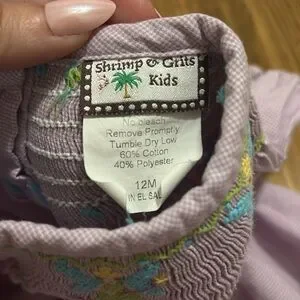 Shrimp & Grits
Kids
No Bleach
Remove Promptly
Tumble Dry Low
60% Cotton
40% Polyester
12M
IN EL SAL